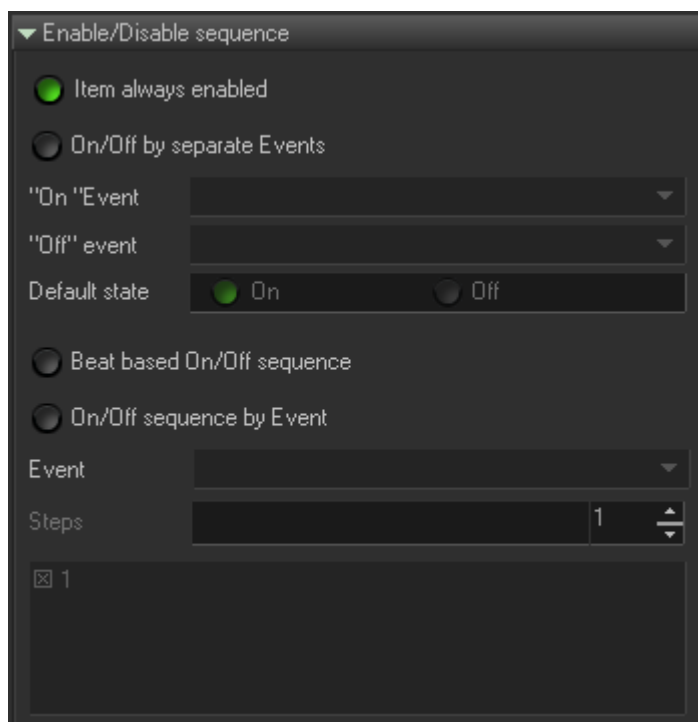 Enable/Disable sequence
Item always enabled
On/Off by separate Events
"On "Event
"Off" event
Default state On Off
Beat based On/Off sequence
On/Off sequence by Event
Event
Steps 1
1